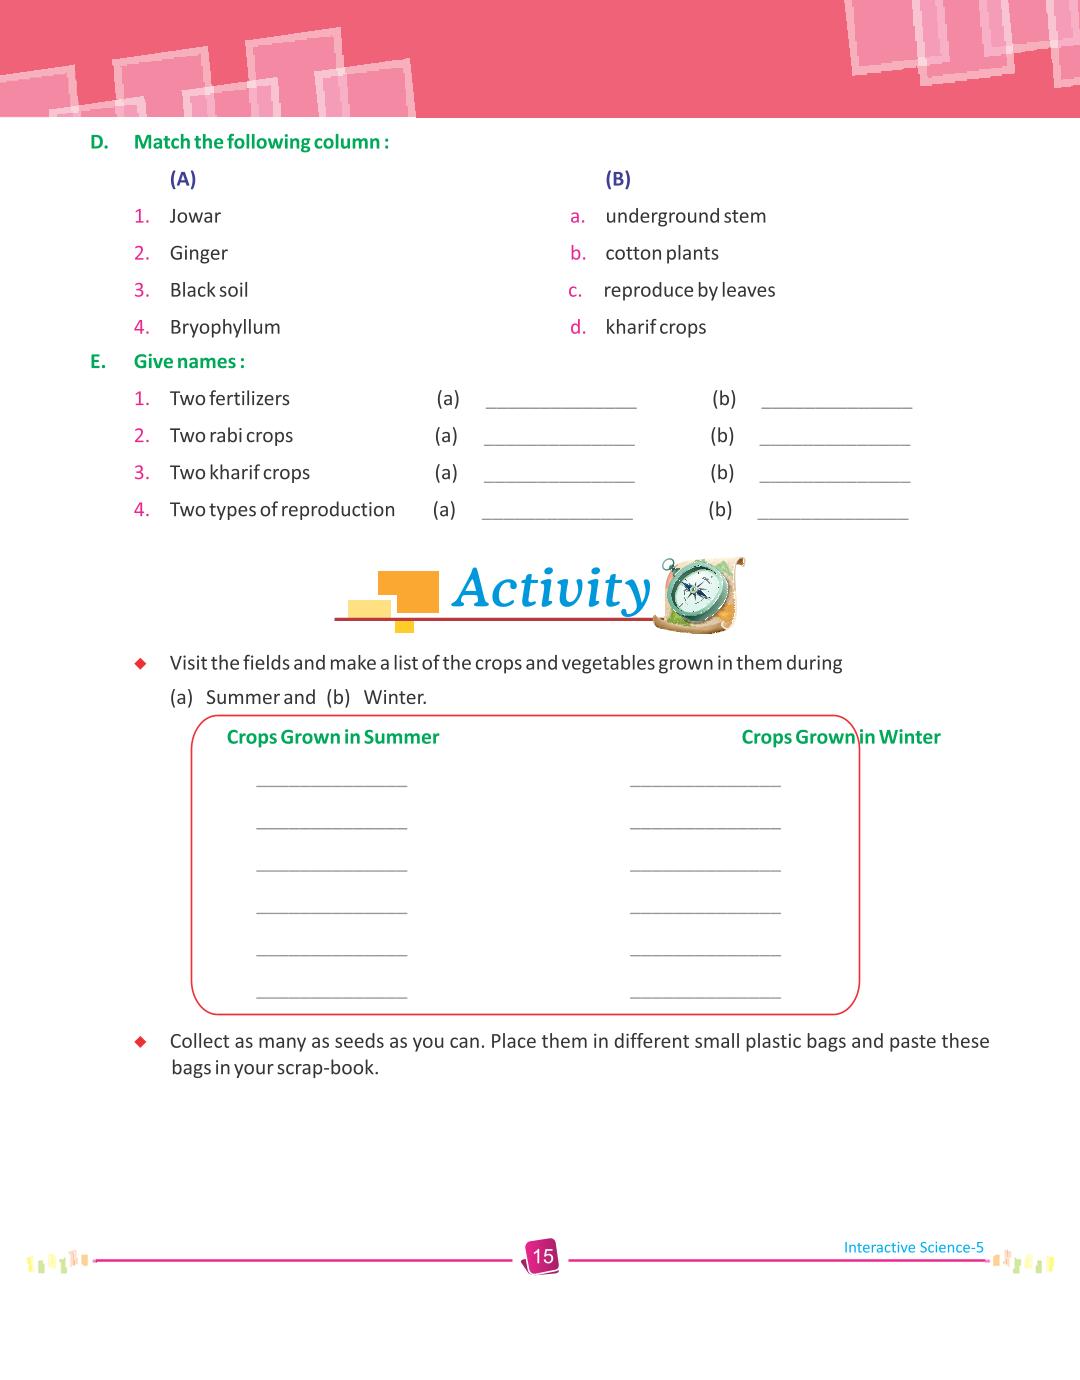 D. Match the following column :
(A) (B)
1. Jowar a. underground stem
2. Ginger b. cotton plants
3. Black soil c. reproduce by leaves
4. Bryophyllum d. kharif crops
E. Give names :
1. Two fertilizers (a) ______________ (b) ______________
2. Two rabi crops (a) ______________ (b) ______________
3. Two kharif crops (a) ______________ (b) ______________
4. Two types of reproduction (a) ______________ (b) ______________
Activity
Visit the fields and make a list of the crops and vegetables grown in them during
(a) Summer and (b) Winter.
Crops Grown in Summer Crops Grown in Winter
______________ ______________
______________ ______________
______________ ______________
______________ ______________
______________ ______________
______________ ______________
Collect as many as seeds as you can. Place them in different small plastic bags and paste these
bags in your scrap-book.
Interactive Science-5
15